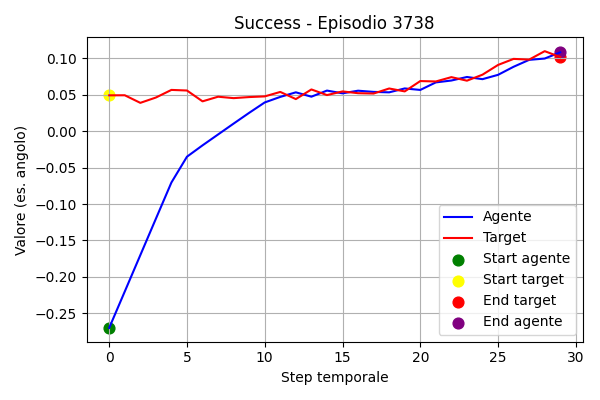 Success - Episodio 3738
Valore (es. angolo)
0.10
0.05
0.00
−0.05
−0.10
−0.15
−0.20
−0.25
0
5
10
15
20
25
30
Step temporale
Agente
Target
Start agente
Start target
End target
End agente